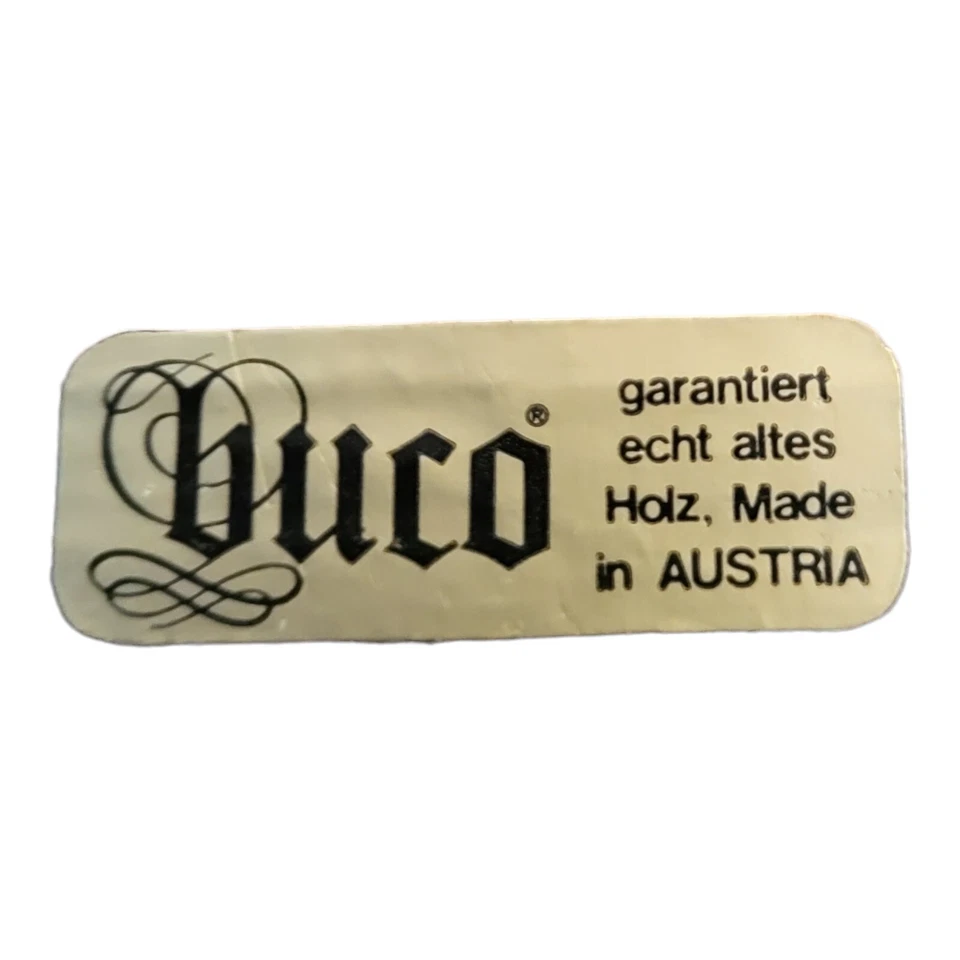 buco®
garantiert
echt altes
Holz, Made
in AUSTRIA